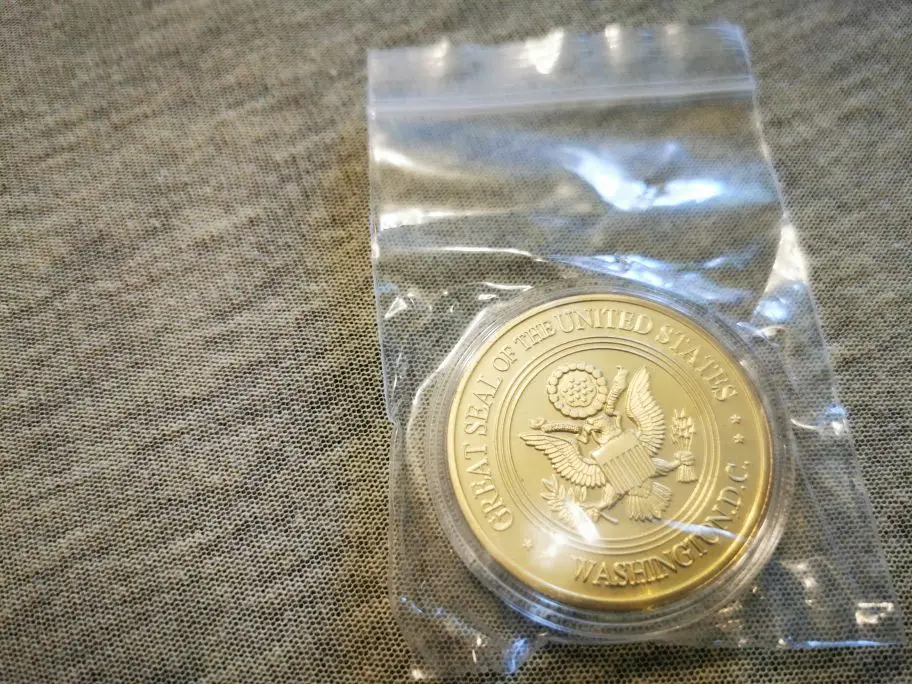 GREAT SEAL OF THE UNITED STATES
WASHINGTON, D.C.